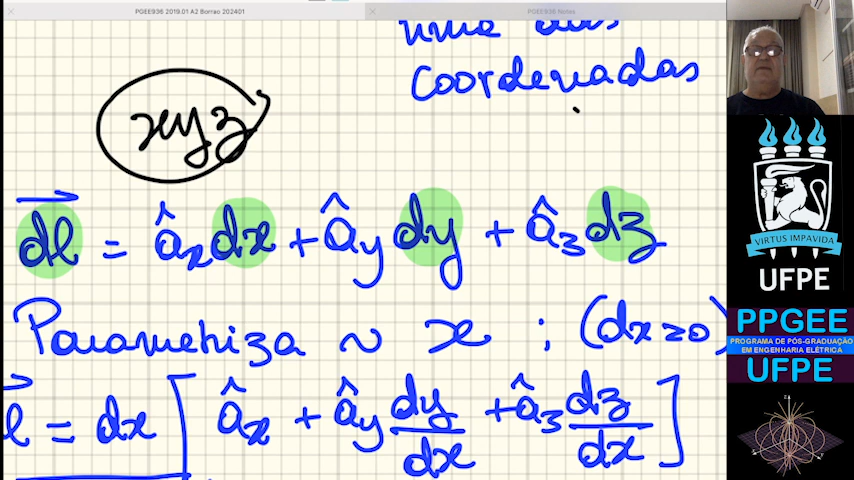 PGEE936 2019.01 A2 Borrao 202401
PGEE936 Notes
uma das
coordenadas
xyz
dl = âx dx + ây dy + âz dz
Parametriza ~ x ; (dx>0)
l = dx [ âx + ây dy/dx + âz dz/dx ]
VIRTUS IMPAVIDA
UFPE
PPGEE
PROGRAMA DE PÓS-GRADUAÇÃO
EM ENGENHARIA ELÉTRICA
UFPE